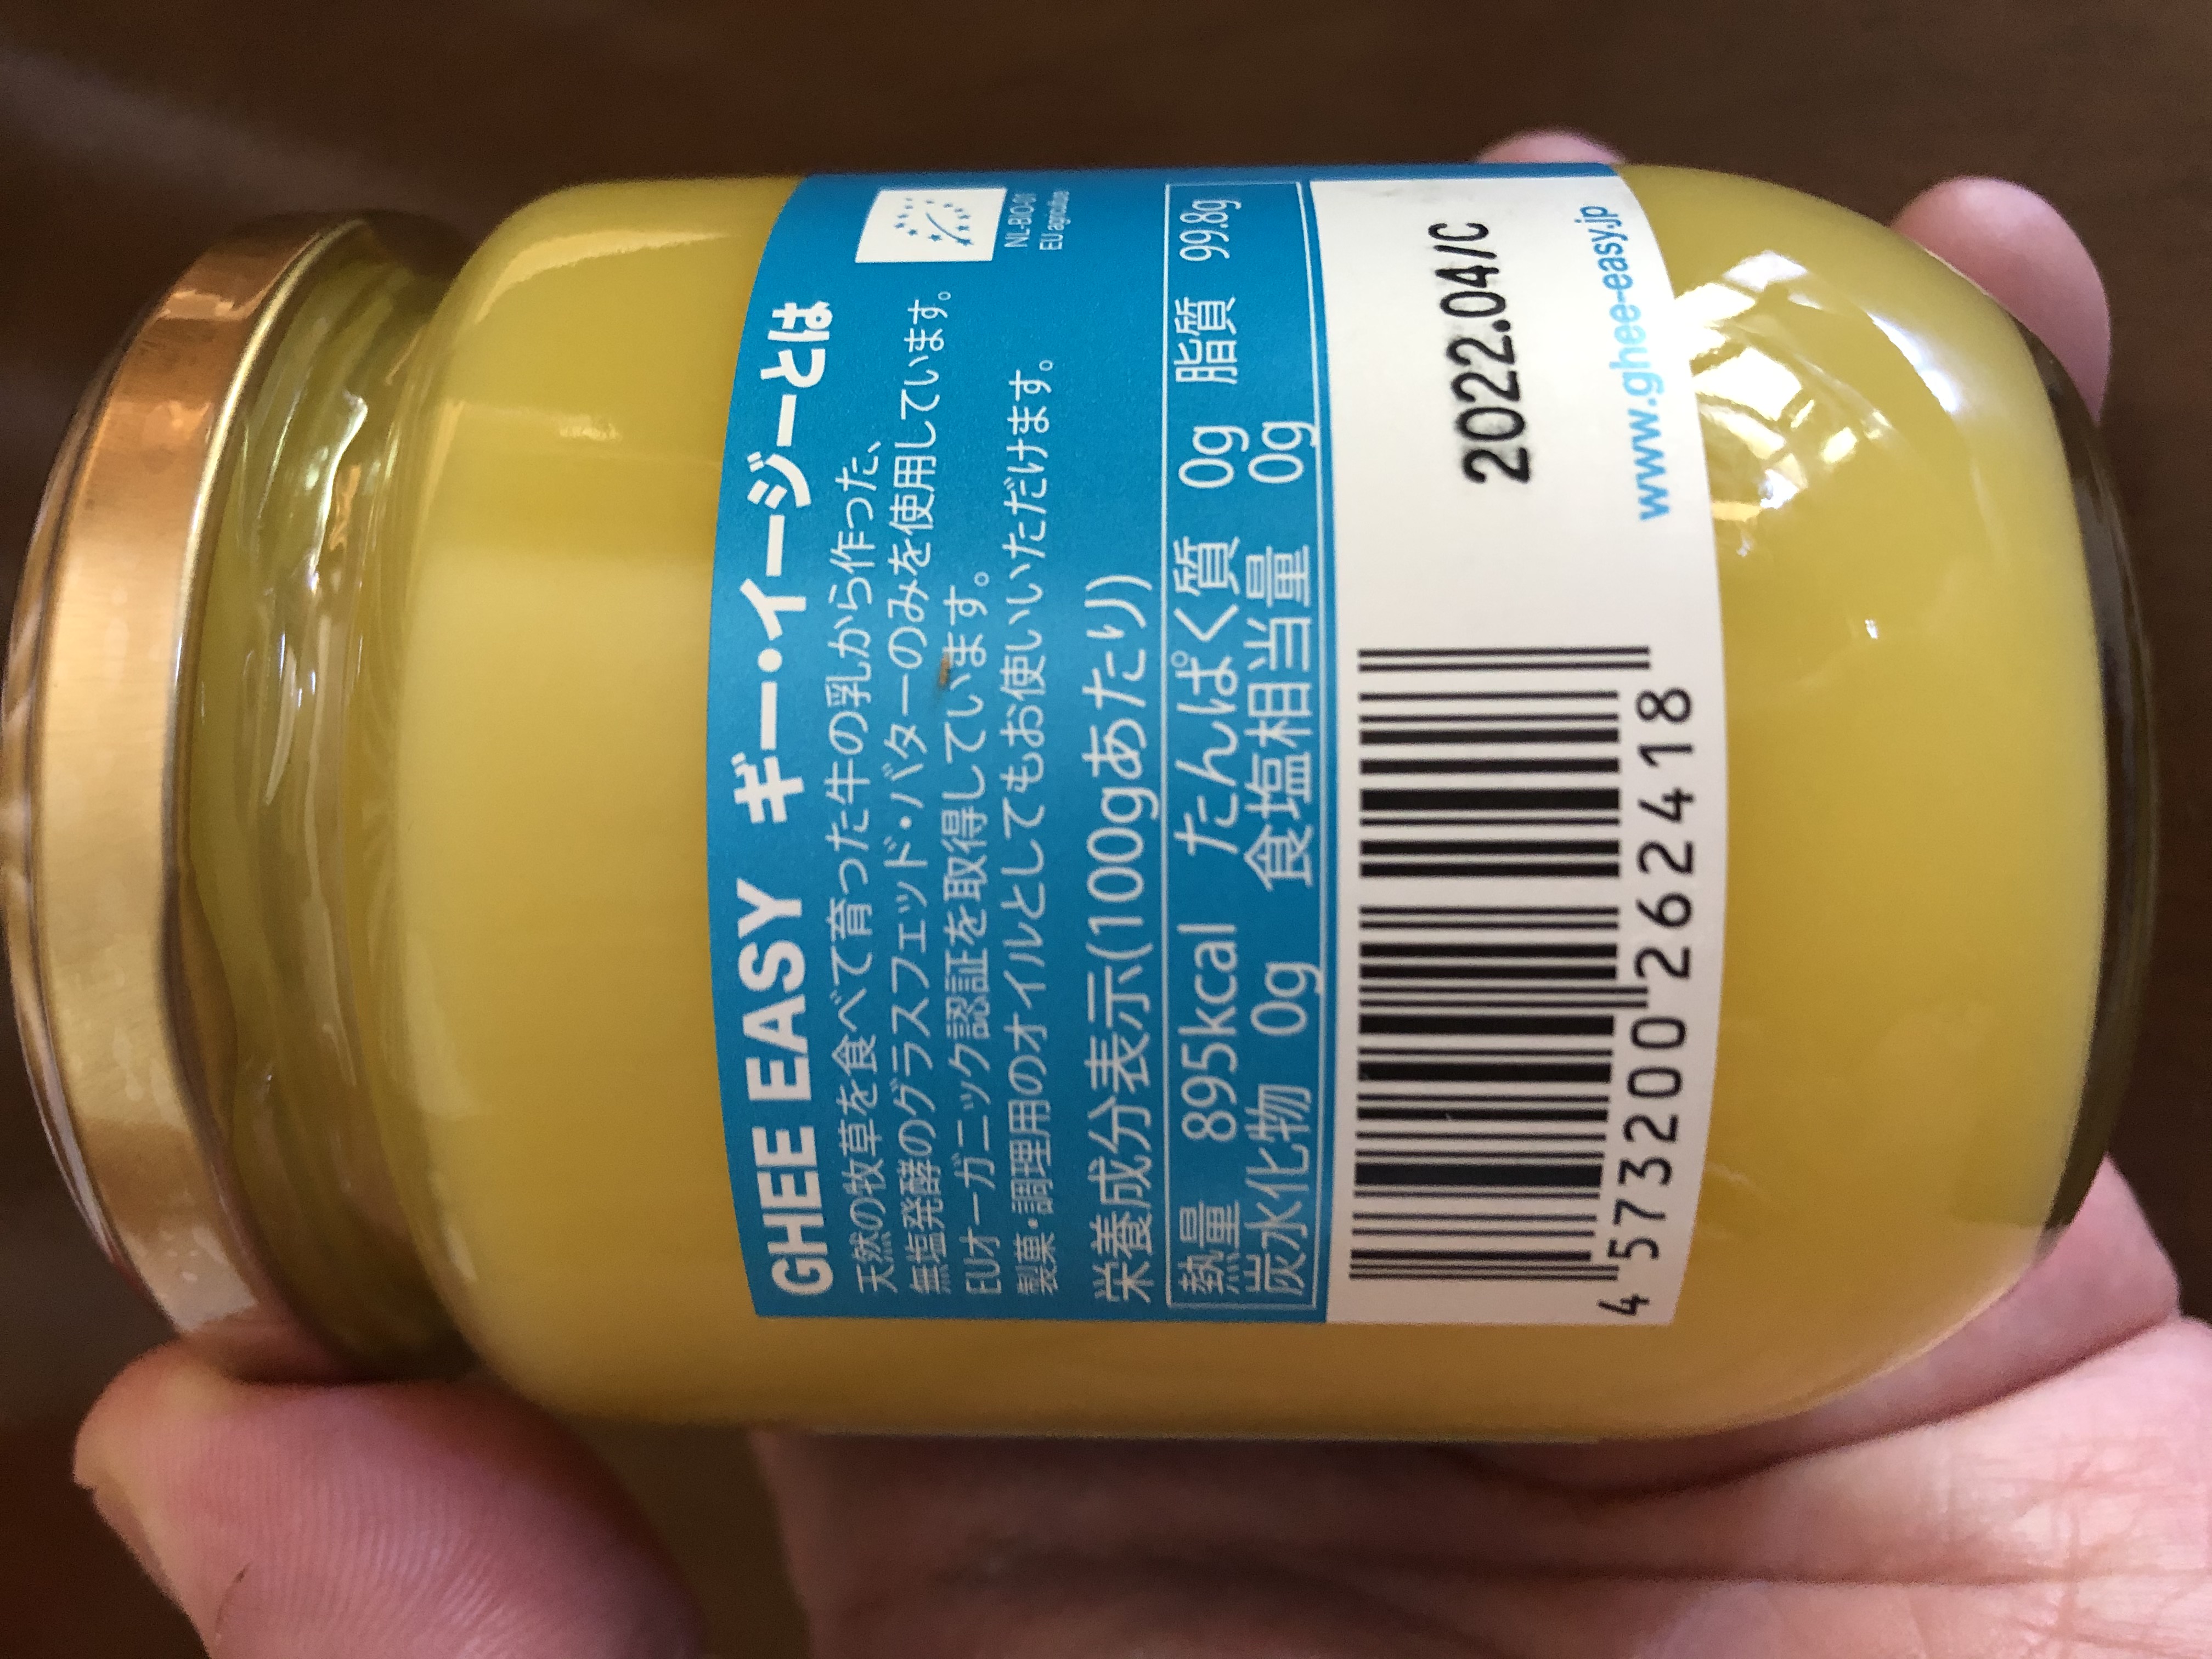 GHEE EASY ギー・イージーとは
天然の牧草を食べて育った牛の乳から作った、
無塩発酵のグラスフェッド・バターのみを使用しています。
EUオーガニック認証を取得しています。
製菓・調理用のオイルとしてもお使いいただけます。
NL-BIO-01
EU agriculture
栄養成分表示(100gあたり)
熱量 895kcal たんぱく質 0g 脂質 99.8g
炭水化物 0g 食塩相当量 0g
2022.04/C
www.ghee-easy.jp
4 573200 262418